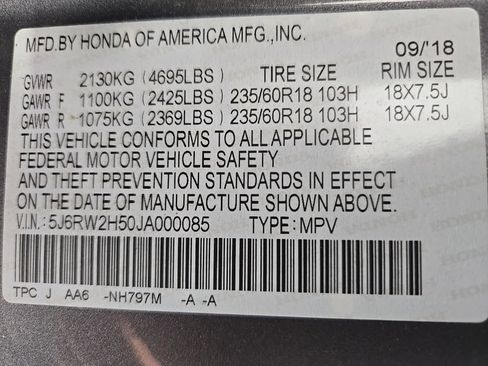 MFD.BY HONDA OF AMERICA MFG.,INC.
09/'18
GVWR 2130KG (4695LBS) TIRE SIZE RIM SIZE
GAWR F 1100KG (2425LBS) 235/60R18 103H 18X7.5J
GAWR R 1075KG (2369LBS) 235/60R18 103H 18X7.5J
THIS VEHICLE CONFORMS TO ALL APPLICABLE
FEDERAL MOTOR VEHICLE SAFETY
AND THEFT PREVENTION STANDARDS IN EFFECT
ON THE DATE OF MANUFACTURE SHOWN ABOVE.
V.I.N.: 5J6RW2H50JA000085 TYPE: MPV
TPC J AA6 -NH797M -A -A